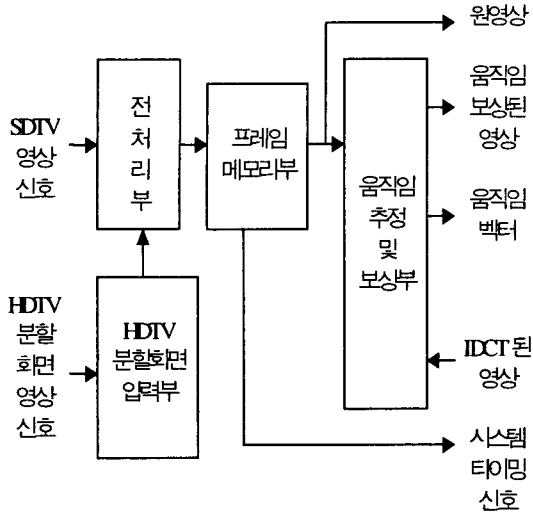 원영상
움직임
보상된
영상
움직임
벡터
IDCT 된
영상
시스템
타이밍
신호
SDTV
영상
신호
HDTV
분할
화면
영상
신호
전
처
리
부
프레임
메모리부
움직임
추정
및
보상부
HDTV
분할화면
입력부